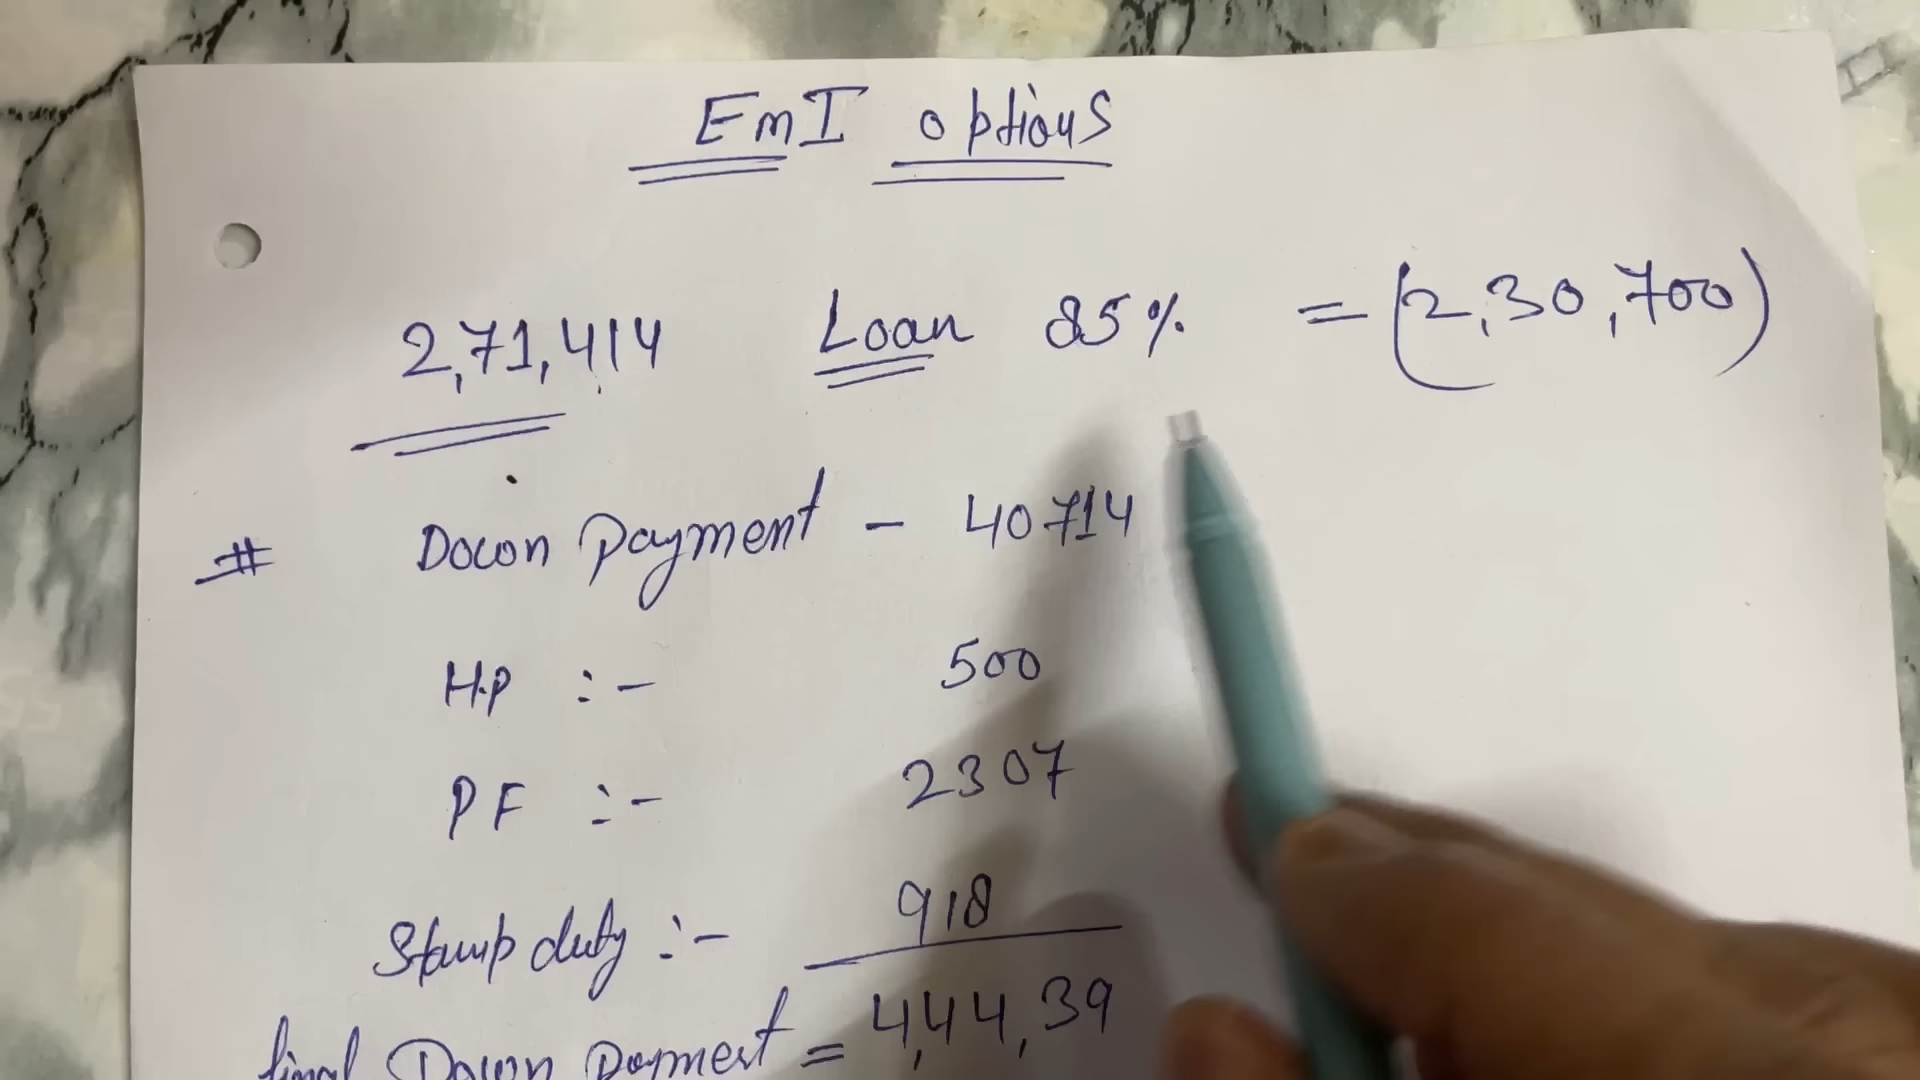 EmI options
2,71,414 Loan 85% = (2,30,700)
# Down Payment - 40714
H.P :- 500
PF :- 2307
Stamp duty :- 918
final Down Payment = 4,44,39